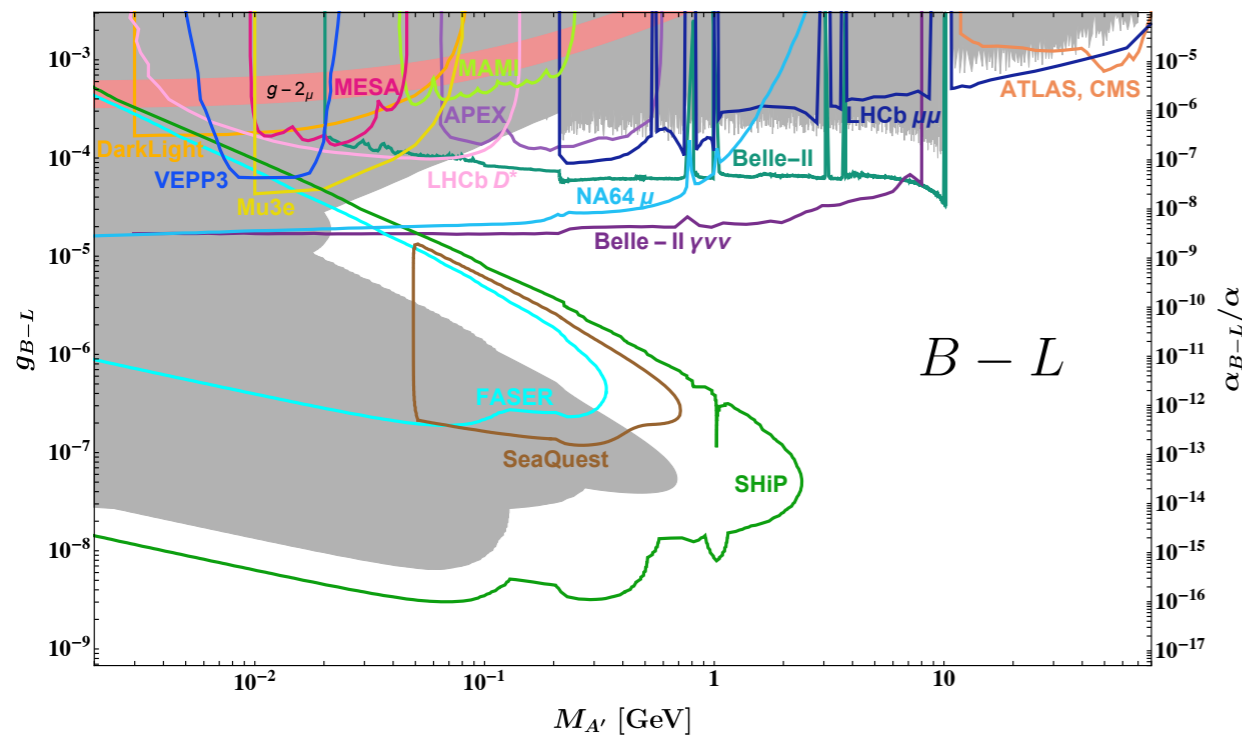 10⁻³
10⁻⁴
10⁻⁵
10⁻⁶
10⁻⁷
10⁻⁸
10⁻⁹
g_{B−L}
g−2_μ
MESA
MAMI
APEX
DarkLight
VEPP3
Mu3e
LHCb D*
NA64 μ
Belle−II
LHCb μμ
ATLAS, CMS
Belle − II γνν
B − L
FASER
SeaQuest
SHiP
10⁻⁵
10⁻⁶
10⁻⁷
10⁻⁸
10⁻⁹
10⁻¹⁰
10⁻¹¹
10⁻¹²
10⁻¹³
10⁻¹⁴
10⁻¹⁵
10⁻¹⁶
10⁻¹⁷
α_{B−L}/α
10⁻² 10⁻¹ 1 10
M_{A′} [GeV]